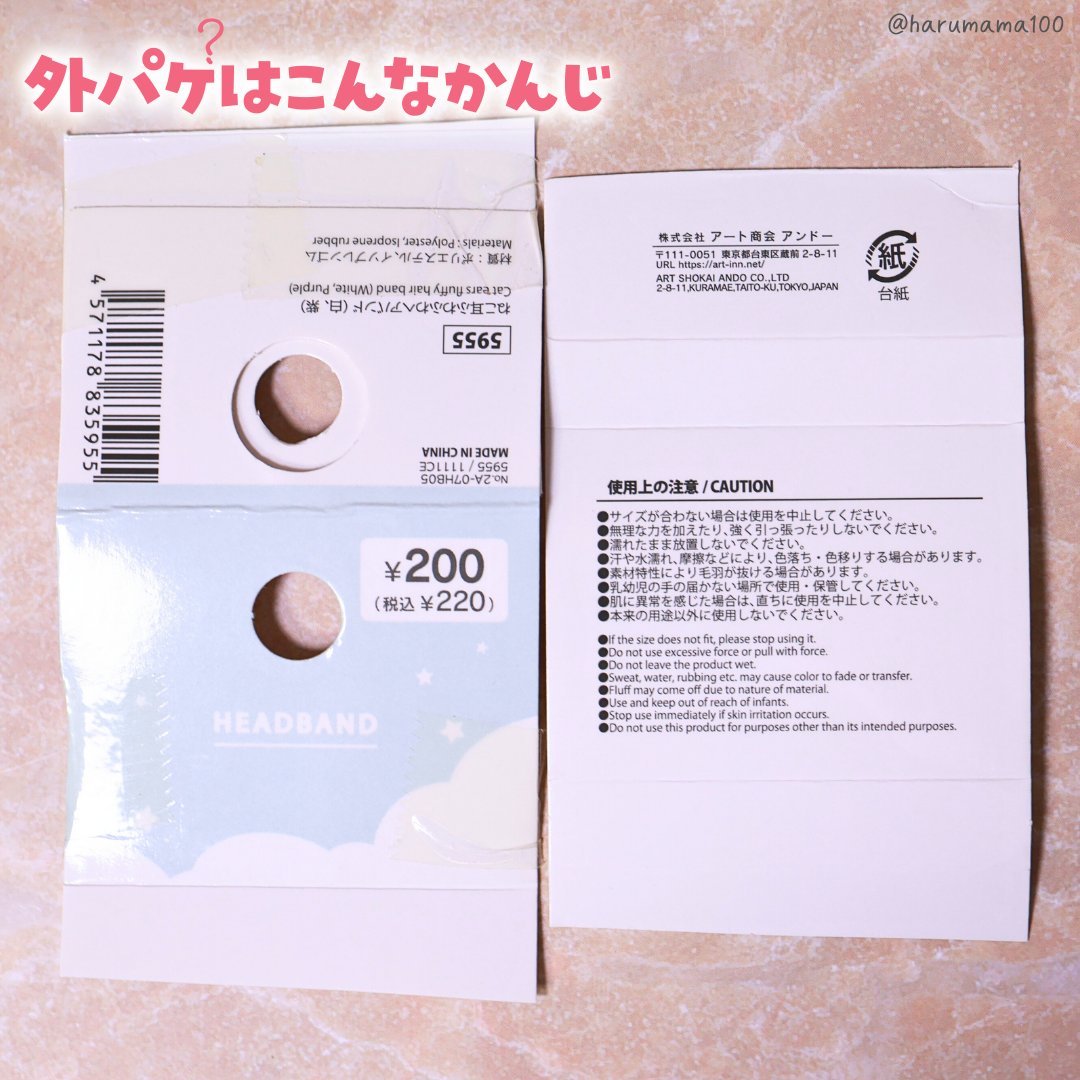 @harumama100
?
外パケはこんなかんじ
Materials : Polyester, Isoprene rubber
材質：ポリエステル、イソプレンゴム
Cat ears fluffy hair band (White, Purple)
ねこ耳ふわふわヘアバンド（白、紫）
5955
4 571178 835955
MADE IN CHINA
5955 / 1111CE
No.2A-07HB05
¥200
(税込 ¥220)
HEADBAND
株式会社 アート商会 アンドー
〒111-0051 東京都台東区蔵前 2-8-11
URL https://art-inn.net/
ART SHOKAI ANDO CO.,LTD
2-8-11,KURAMAE,TAITO-KU,TOKYO,JAPAN
紙
台紙
使用上の注意 / CAUTION
●サイズが合わない場合は使用を中止してください。
●無理な力を加えたり、強く引っ張ったりしないでください。
●濡れたまま放置しないでください。
●汗や水濡れ、摩擦などにより、色落ち・色移りする場合があります。
●素材特性により毛羽が抜ける場合があります。
●乳幼児の手の届かない場所で使用・保管してください。
●肌に異常を感じた場合は、直ちに使用を中止してください。
●本来の用途以外に使用しないでください。
●If the size does not fit, please stop using it.
●Do not use excessive force or pull with force.
●Do not leave the product wet.
●Sweat, water, rubbing etc. may cause color to fade or transfer.
●Fluff may come off due to nature of material.
●Use and keep out of reach of infants.
●Stop use immediately if skin irritation occurs.
●Do not use this product for purposes other than its intended purposes.